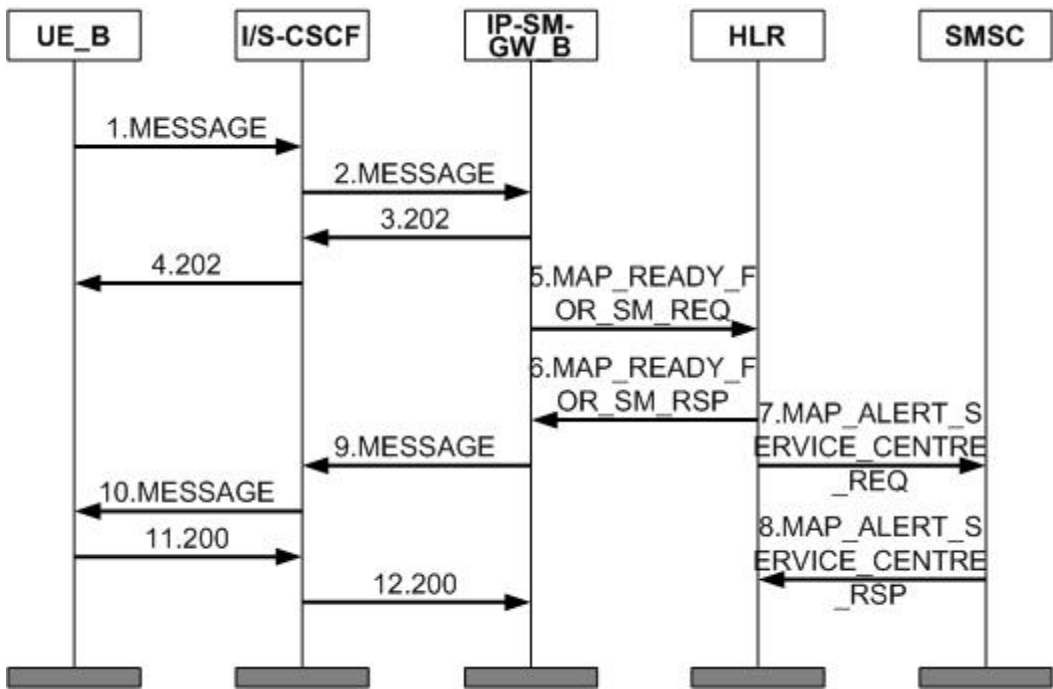 UE_B
I/S-CSCF
IP-SM-
GW_B
HLR
SMSC
1.MESSAGE
2.MESSAGE
3.202
4.202
5.MAP_READY_F
OR_SM_REQ
6.MAP_READY_F
OR_SM_RSP
7.MAP_ALERT_S
ERVICE_CENTRE
_REQ
9.MESSAGE
10.MESSAGE
11.200
8.MAP_ALERT_S
ERVICE_CENTRE
_RSP
12.200